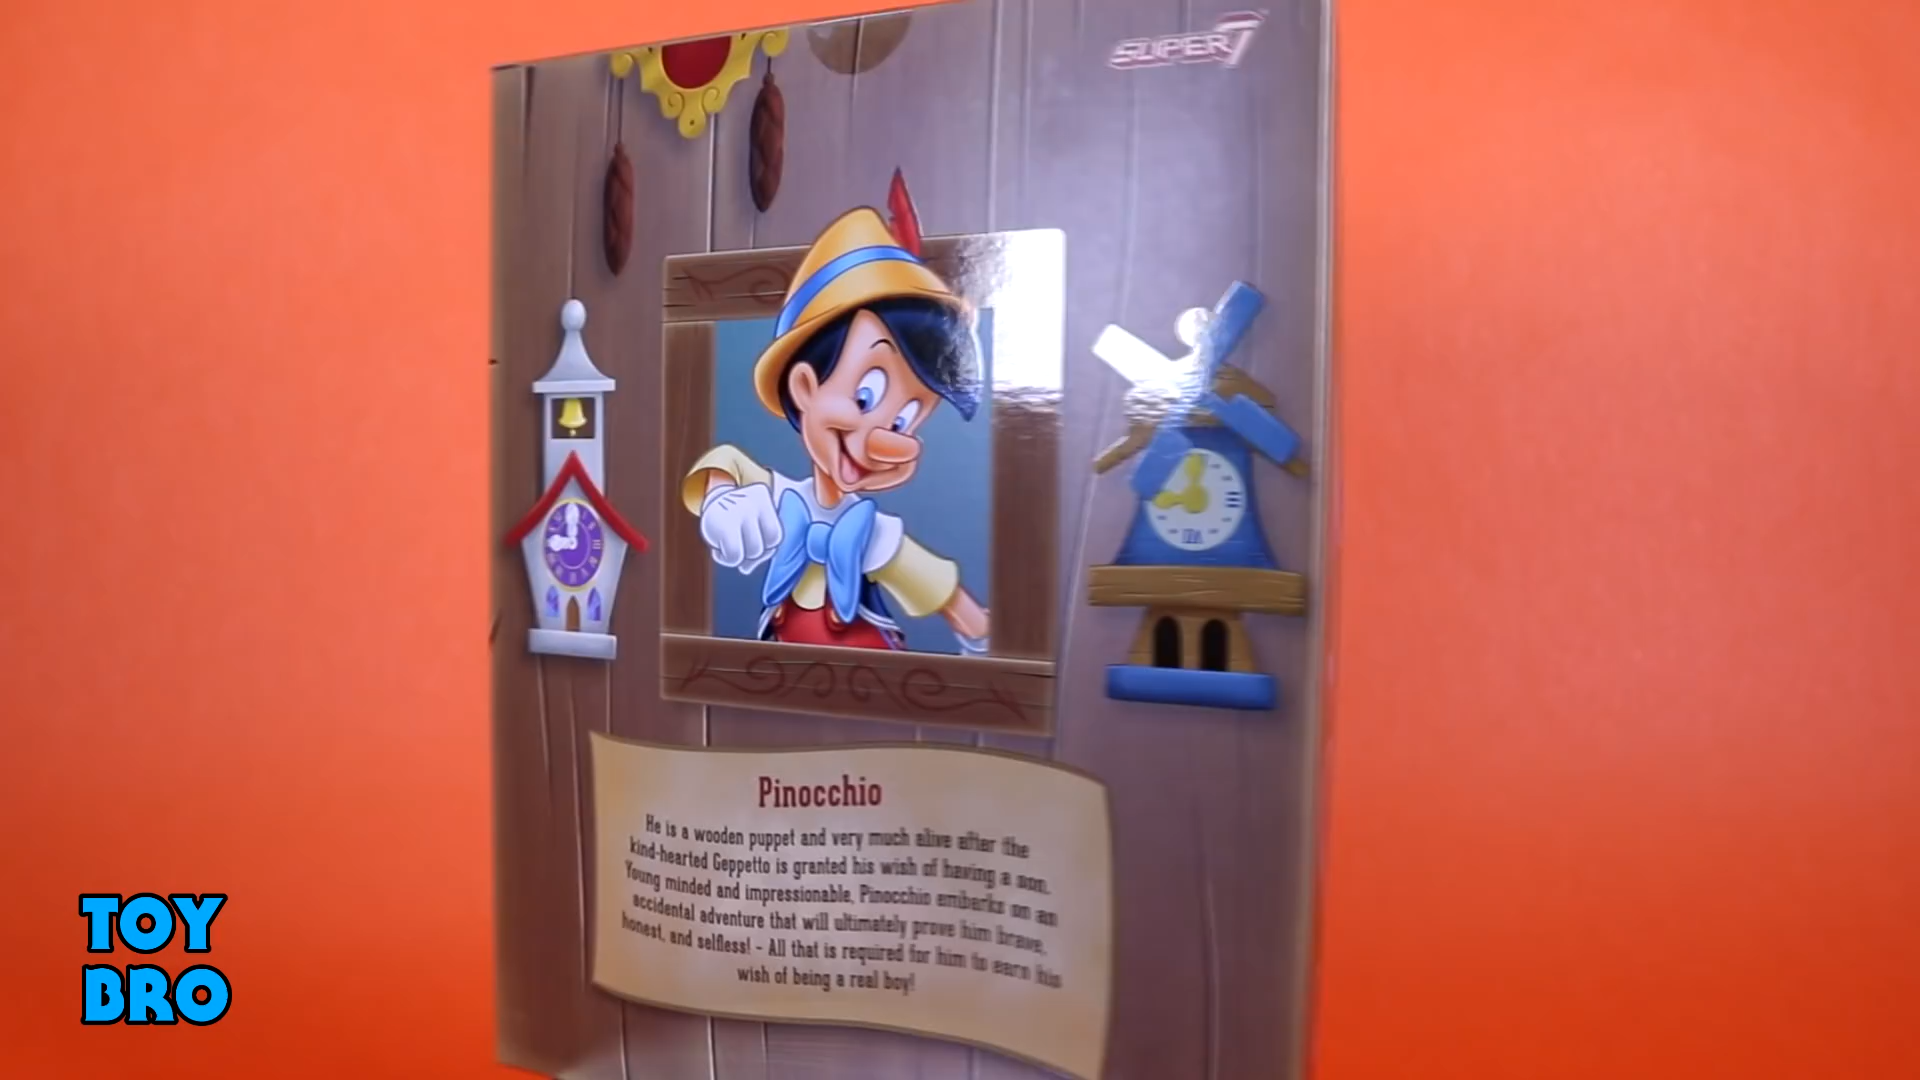 SUPER7
Pinocchio
He is a wooden puppet and very much alive after the
kind-hearted Geppetto is granted his wish of having a son.
Young minded and impressionable, Pinocchio embarks on an
accidental adventure that will ultimately prove him brave,
honest, and selfless! - All that is required for him to earn his
wish of being a real boy!
TOY
BRO